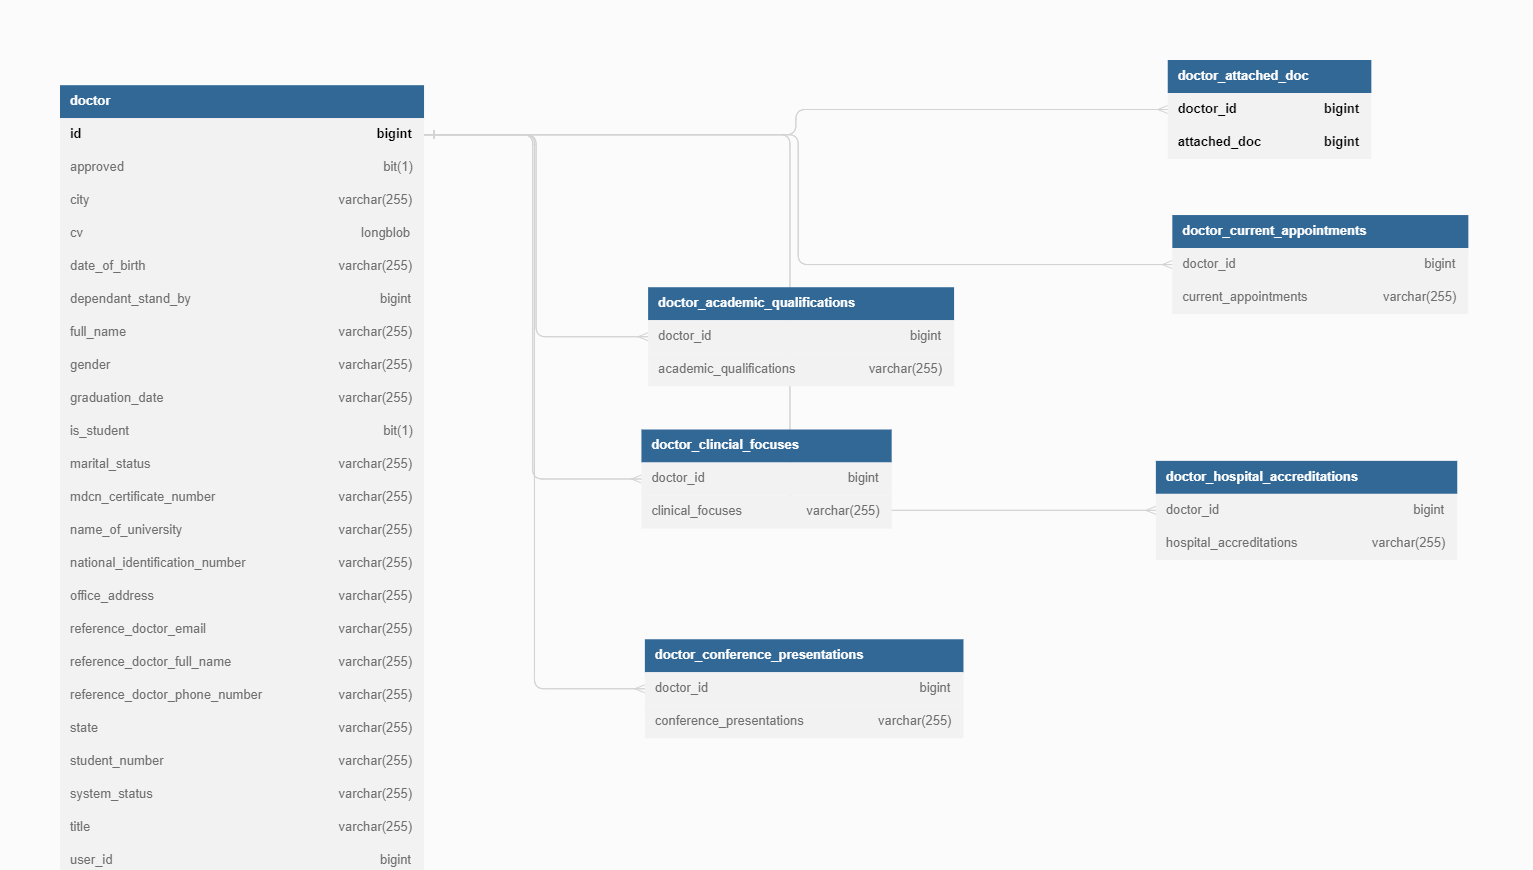 doctor
id bigint
approved bit(1)
city varchar(255)
cv longblob
date_of_birth varchar(255)
dependant_stand_by bigint
full_name varchar(255)
gender varchar(255)
graduation_date varchar(255)
is_student bit(1)
marital_status varchar(255)
mdcn_certificate_number varchar(255)
name_of_university varchar(255)
national_identification_number varchar(255)
office_address varchar(255)
reference_doctor_email varchar(255)
reference_doctor_full_name varchar(255)
reference_doctor_phone_number varchar(255)
state varchar(255)
student_number varchar(255)
system_status varchar(255)
title varchar(255)
user_id bigint
doctor_academic_qualifications
doctor_id bigint
academic_qualifications varchar(255)
doctor_clincial_focuses
doctor_id bigint
clinical_focuses varchar(255)
doctor_conference_presentations
doctor_id bigint
conference_presentations varchar(255)
doctor_attached_doc
doctor_id bigint
attached_doc bigint
doctor_current_appointments
doctor_id bigint
current_appointments varchar(255)
doctor_hospital_accreditations
doctor_id bigint
hospital_accreditations varchar(255)